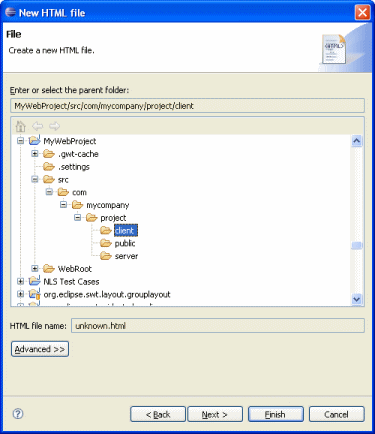 New HTML file
File
Create a new HTML file.
<HTML>
Enter or select the parent folder:
MyWebProject/src/com/mycompany/project/client
MyWebProject
.gwt-cache
.settings
src
com
mycompany
project
client
public
server
WebRoot
NLS Test Cases
org.eclipse.swt.layout.grouplayout
HTML file name: unknown.html
Advanced >>
?
< Back Next > Finish Cancel